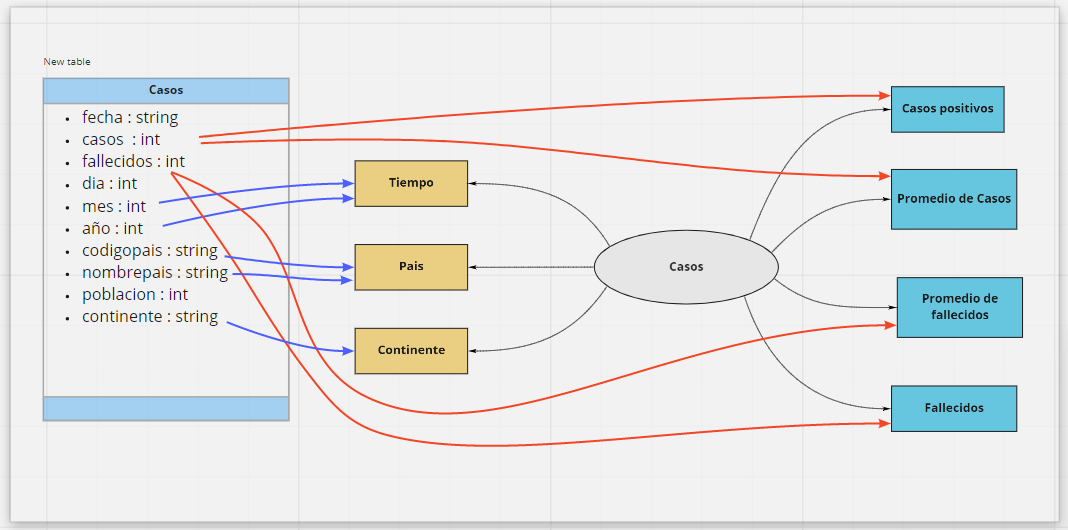 New table
Casos
fecha : string
casos  : int
fallecidos : int
dia : int
mes : int
año : int
codigopais : string
nombrepais : string
poblacion : int
continente : string
Tiempo
Pais
Continente
Casos
Casos positivos
Promedio de Casos
Promedio de
fallecidos
Fallecidos